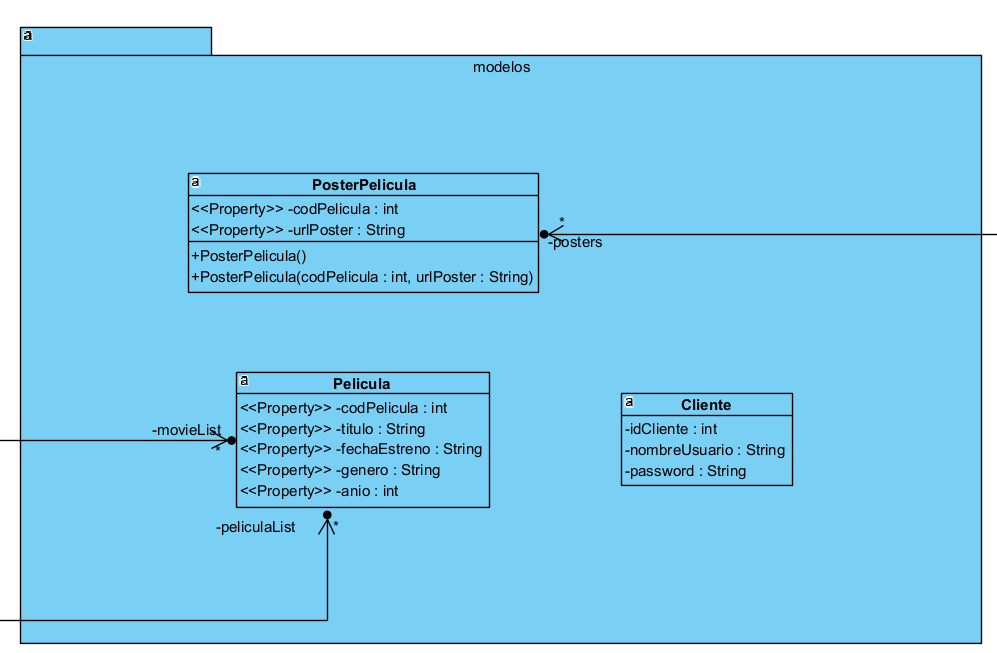 a
modelos
a
PosterPelicula
<<Property>> -codPelicula : int
<<Property>> -urlPoster : String
+PosterPelicula()
+PosterPelicula(codPelicula : int, urlPoster : String)
*
-posters
a
Pelicula
<<Property>> -codPelicula : int
<<Property>> -titulo : String
<<Property>> -fechaEstreno : String
<<Property>> -genero : String
<<Property>> -anio : int
-movieList
*
-peliculaList
*
a
Cliente
-idCliente : int
-nombreUsuario : String
-password : String